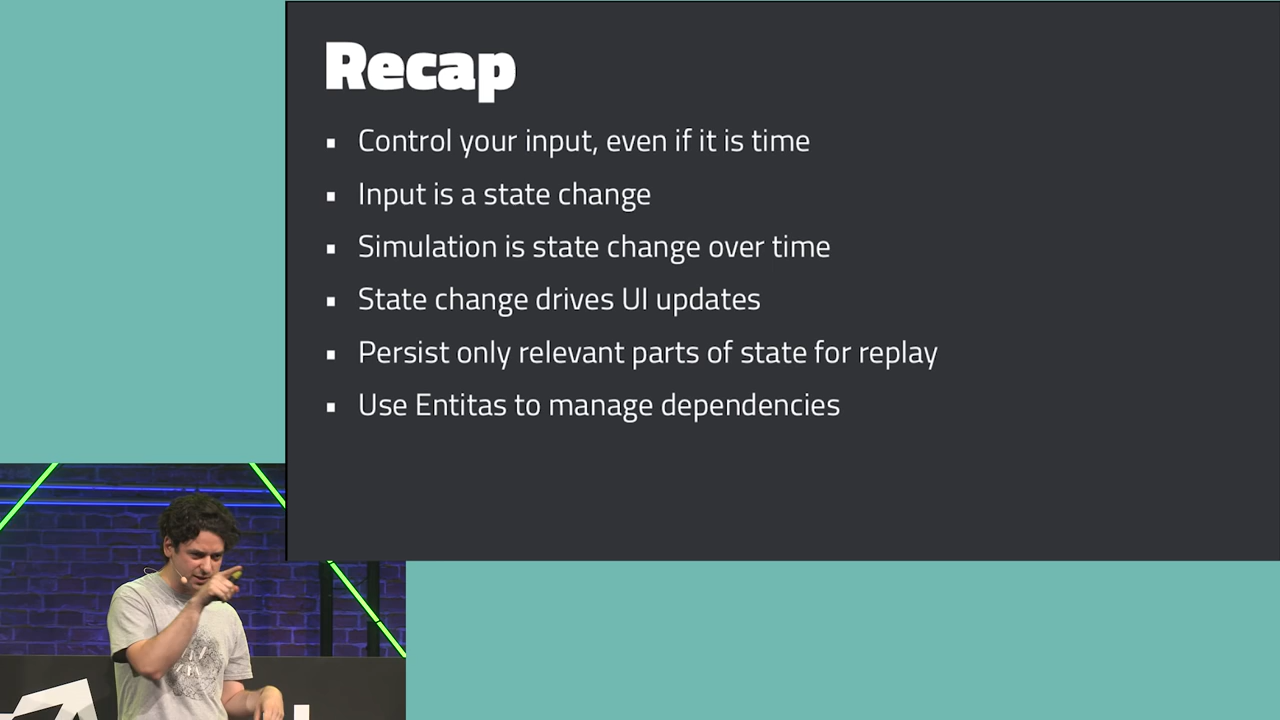 Recap
▪ Control your input, even if it is time
▪ Input is a state change
▪ Simulation is state change over time
▪ State change drives UI updates
▪ Persist only relevant parts of state for replay
▪ Use Entitas to manage dependencies